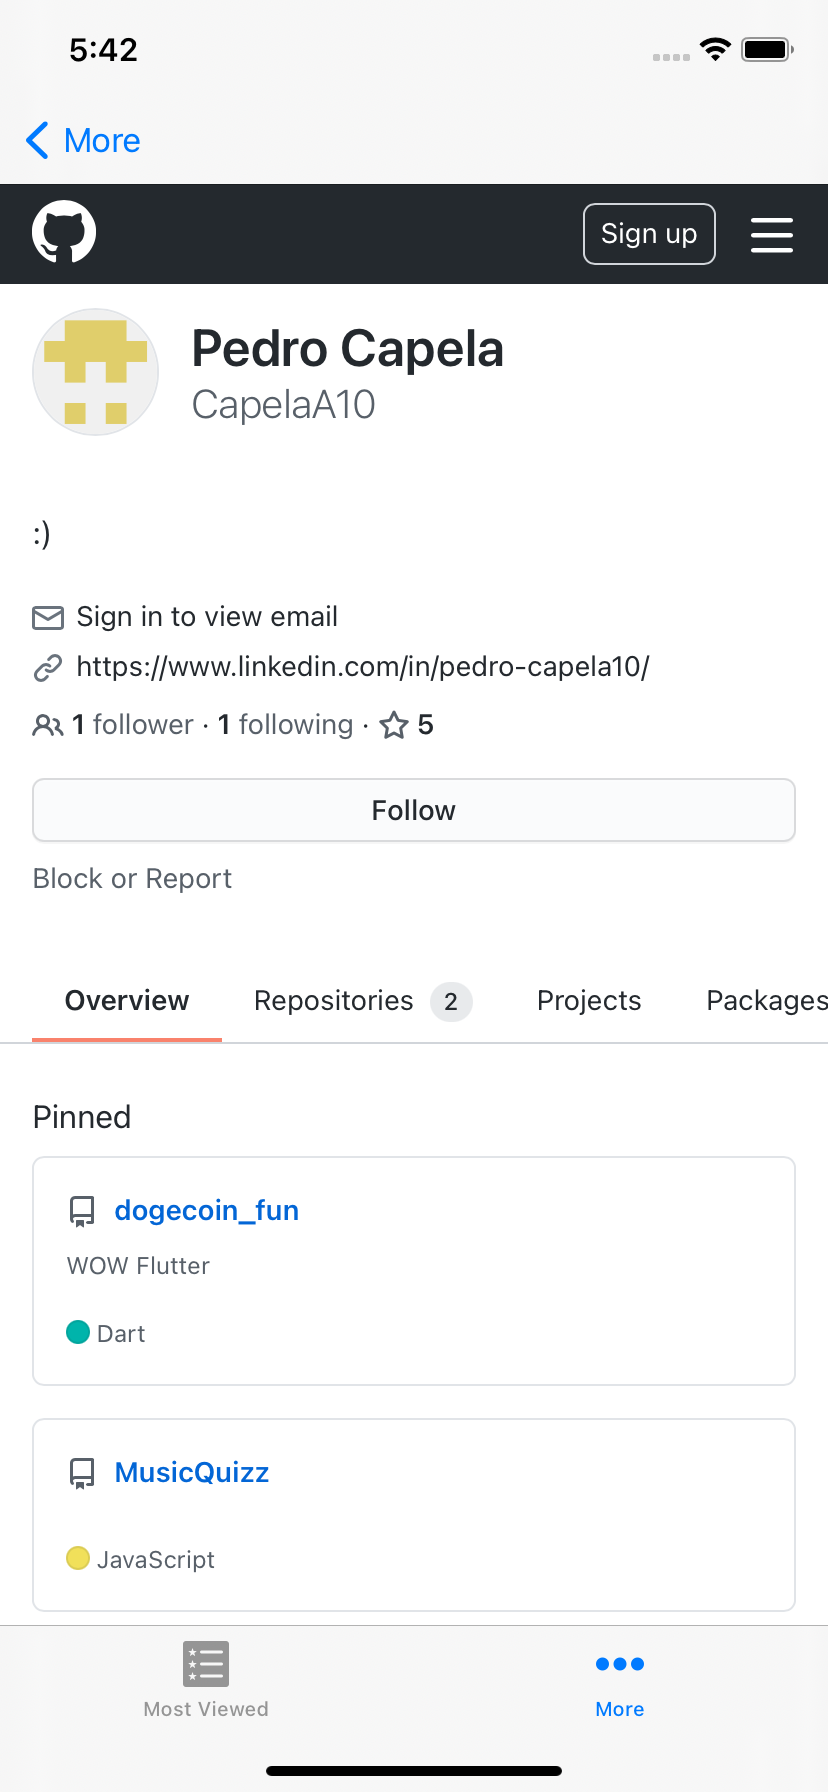 5:42
More
Sign up
Pedro Capela
CapelaA10
:)
Sign in to view email
https://www.linkedin.com/in/pedro-capela10/
1 follower · 1 following · 5
Follow
Block or Report
Overview Repositories 2 Projects Packages
Pinned
dogecoin_fun
WOW Flutter
Dart
MusicQuizz
JavaScript
Most Viewed More